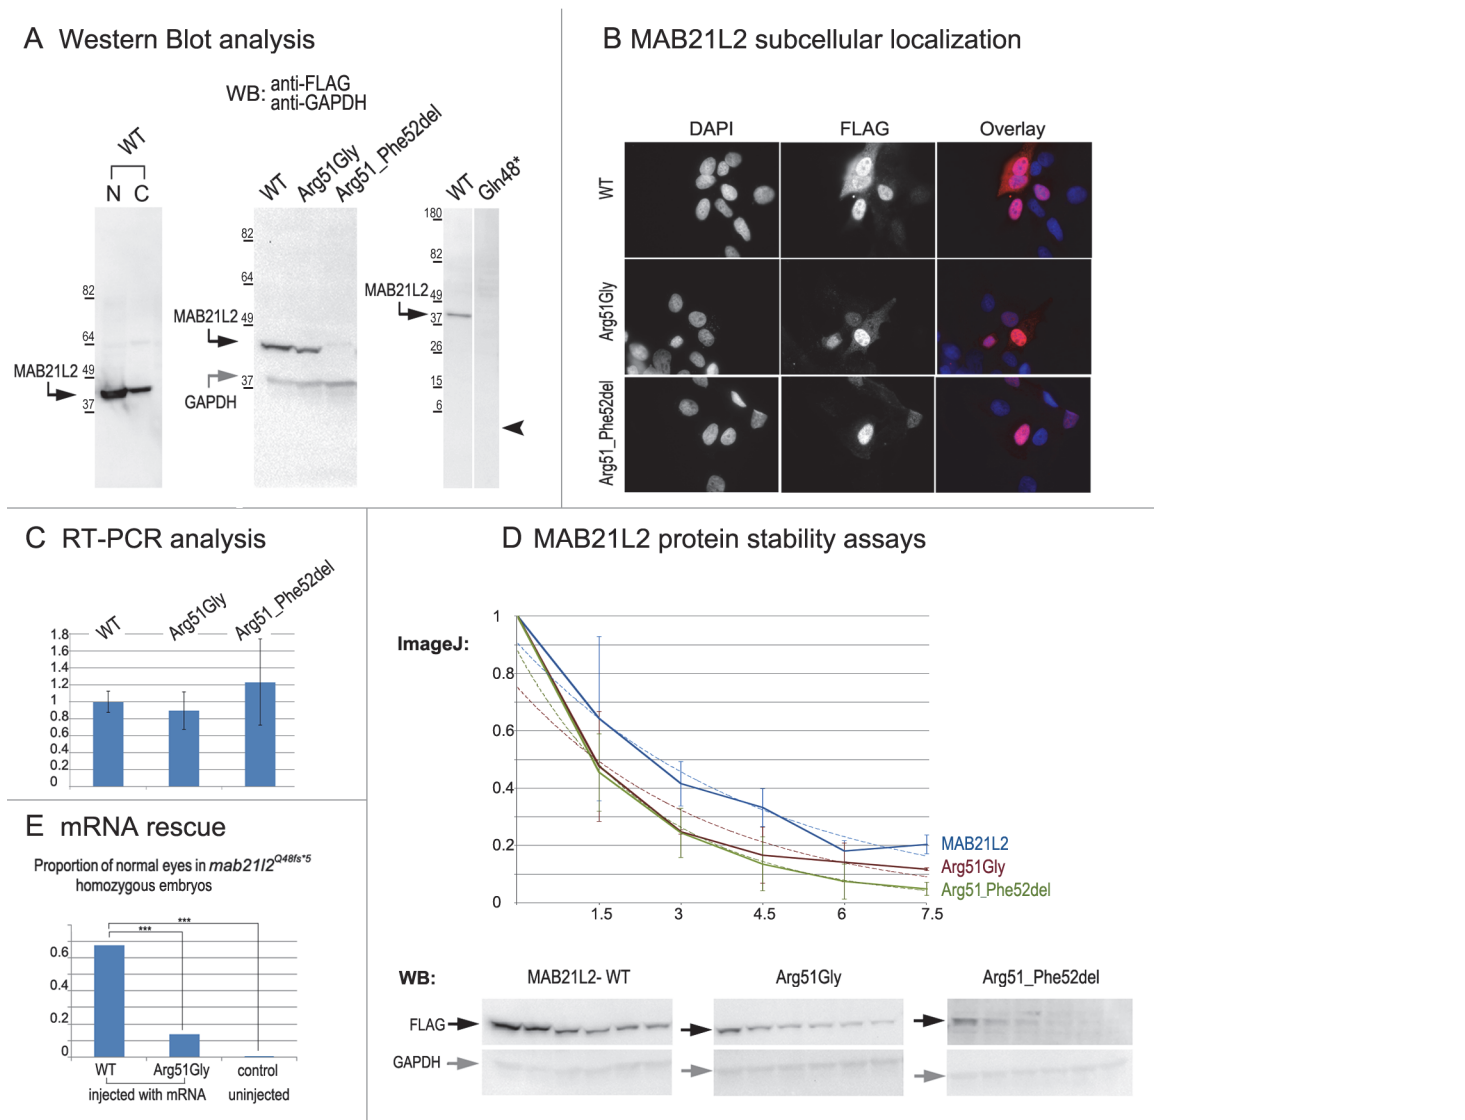 A Western Blot analysis
WB: anti-FLAG
anti-GAPDH
WT
N C
82
64
49
37
MAB21L2
WT Arg51Gly Arg51_Phe52del
82
64
49
37
MAB21L2
GAPDH
WT Gln48*
180
82
49
37
26
15
6
MAB21L2
B MAB21L2 subcellular localization
DAPI FLAG Overlay
WT
Arg51Gly
Arg51_Phe52del
C RT-PCR analysis
WT Arg51Gly Arg51_Phe52del
1.8
1.6
1.4
1.2
1
0.8
0.6
0.4
0.2
0
D MAB21L2 protein stability assays
ImageJ:
1
0.8
0.6
0.4
0.2
0
1.5 3 4.5 6 7.5
MAB21L2
Arg51Gly
Arg51_Phe52del
WB: MAB21L2- WT Arg51Gly Arg51_Phe52del
FLAG
GAPDH
E mRNA rescue
Proportion of normal eyes in mab21l2Q48fs*5
homozygous embryos
***
***
0.6
0.4
0.2
0
WT Arg51Gly control
injected with mRNA uninjected